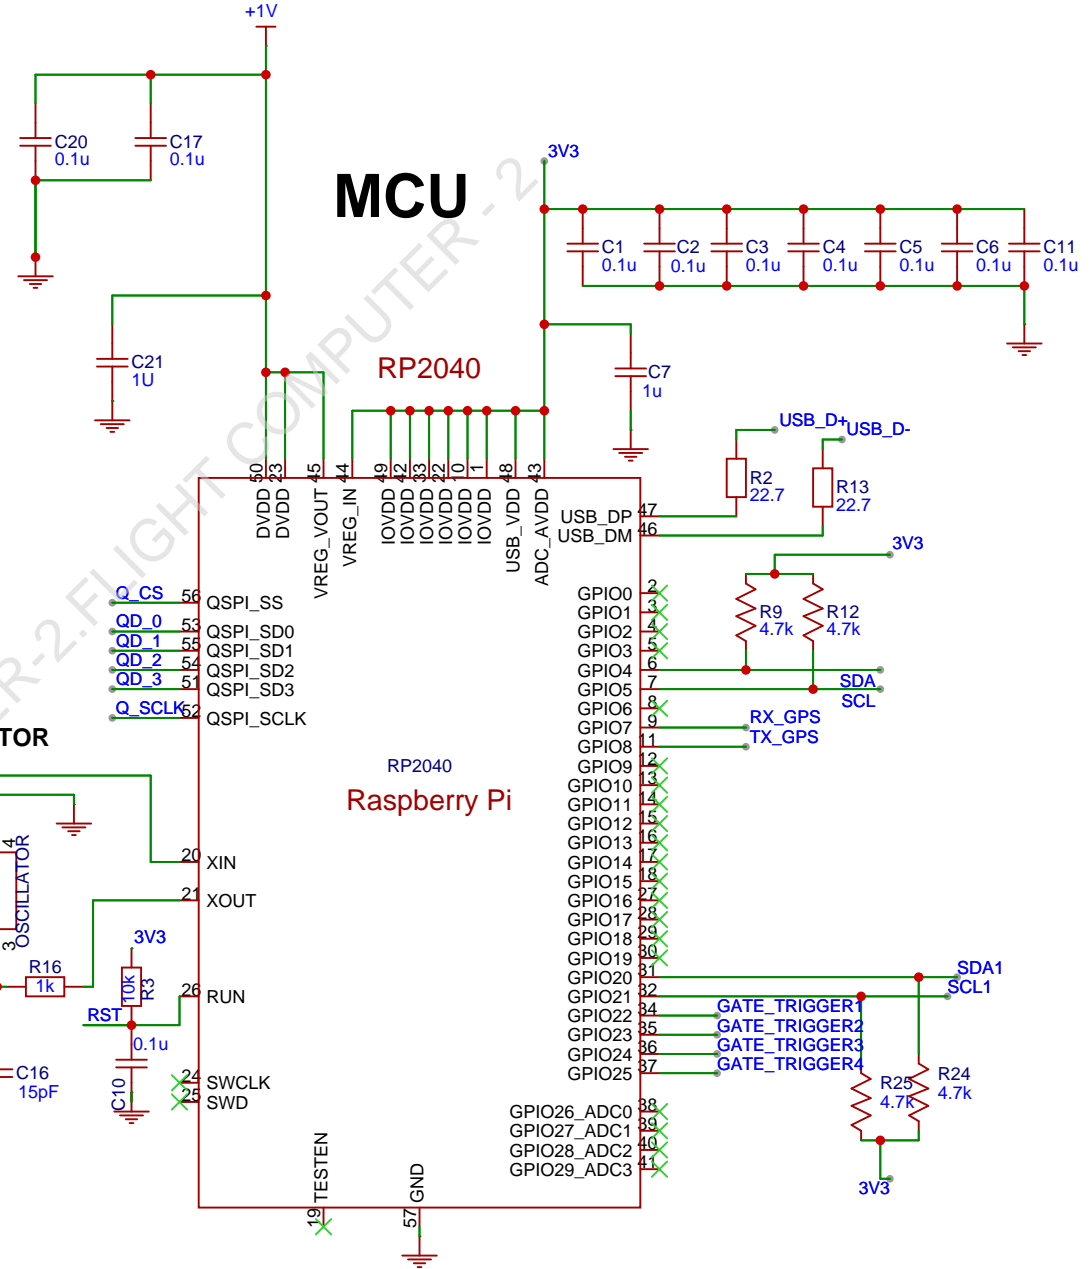 +1V
C20
0.1u
C17
0.1u
MCU
3V3
C1
0.1u
C2
0.1u
C3
0.1u
C4
0.1u
C5
0.1u
C6
0.1u
C11
0.1u
C21
1U
RP2040
C7
1u
USB_D+
USB_D-
R2
22.7
R13
22.7
50
23
45
44
49
42
33
22
10
1
48
43
DVDD
DVDD
VREG_VOUT
VREG_IN
IOVDD
IOVDD
IOVDD
IOVDD
IOVDD
IOVDD
USB_VDD
ADC_AVDD
USB_DP 47
USB_DM 46
3V3
R9
4.7k
R12
4.7k
Q_CS 56 QSPI_SS
QD_0 53 QSPI_SD0
QD_1 55 QSPI_SD1
QD_2 54 QSPI_SD2
QD_3 51 QSPI_SD3
Q_SCLK 52 QSPI_SCLK
GPIO0 2
GPIO1 3
GPIO2 4
GPIO3 5
GPIO4 6
GPIO5 7
SDA
SCL
GPIO6 8
GPIO7 9 RX_GPS
GPIO8 11 TX_GPS
GPIO9 12
GPIO10 13
GPIO11 14
GPIO12 15
GPIO13 16
GPIO14 17
GPIO15 18
GPIO16 27
GPIO17 28
GPIO18 29
GPIO19 30
GPIO20 31 SDA1
GPIO21 32 SCL1
GPIO22 34 GATE_TRIGGER1
GPIO23 35 GATE_TRIGGER2
GPIO24 36 GATE_TRIGGER3
GPIO25 37 GATE_TRIGGER4
R25
4.7k
R24
4.7k
3V3
GPIO26_ADC0 38
GPIO27_ADC1 39
GPIO28_ADC2 40
GPIO29_ADC3 41
RP2040
Raspberry Pi
TOR
20 XIN
21 XOUT
4
3
OSCILLATOR
R16
1k
3V3
10k
R3
26 RUN
RST
0.1u
C10
C16
15pF
24 SWCLK
25 SWD
19 TESTEN
57 GND
ER-2.FLIGHT COMPUTER - 2.